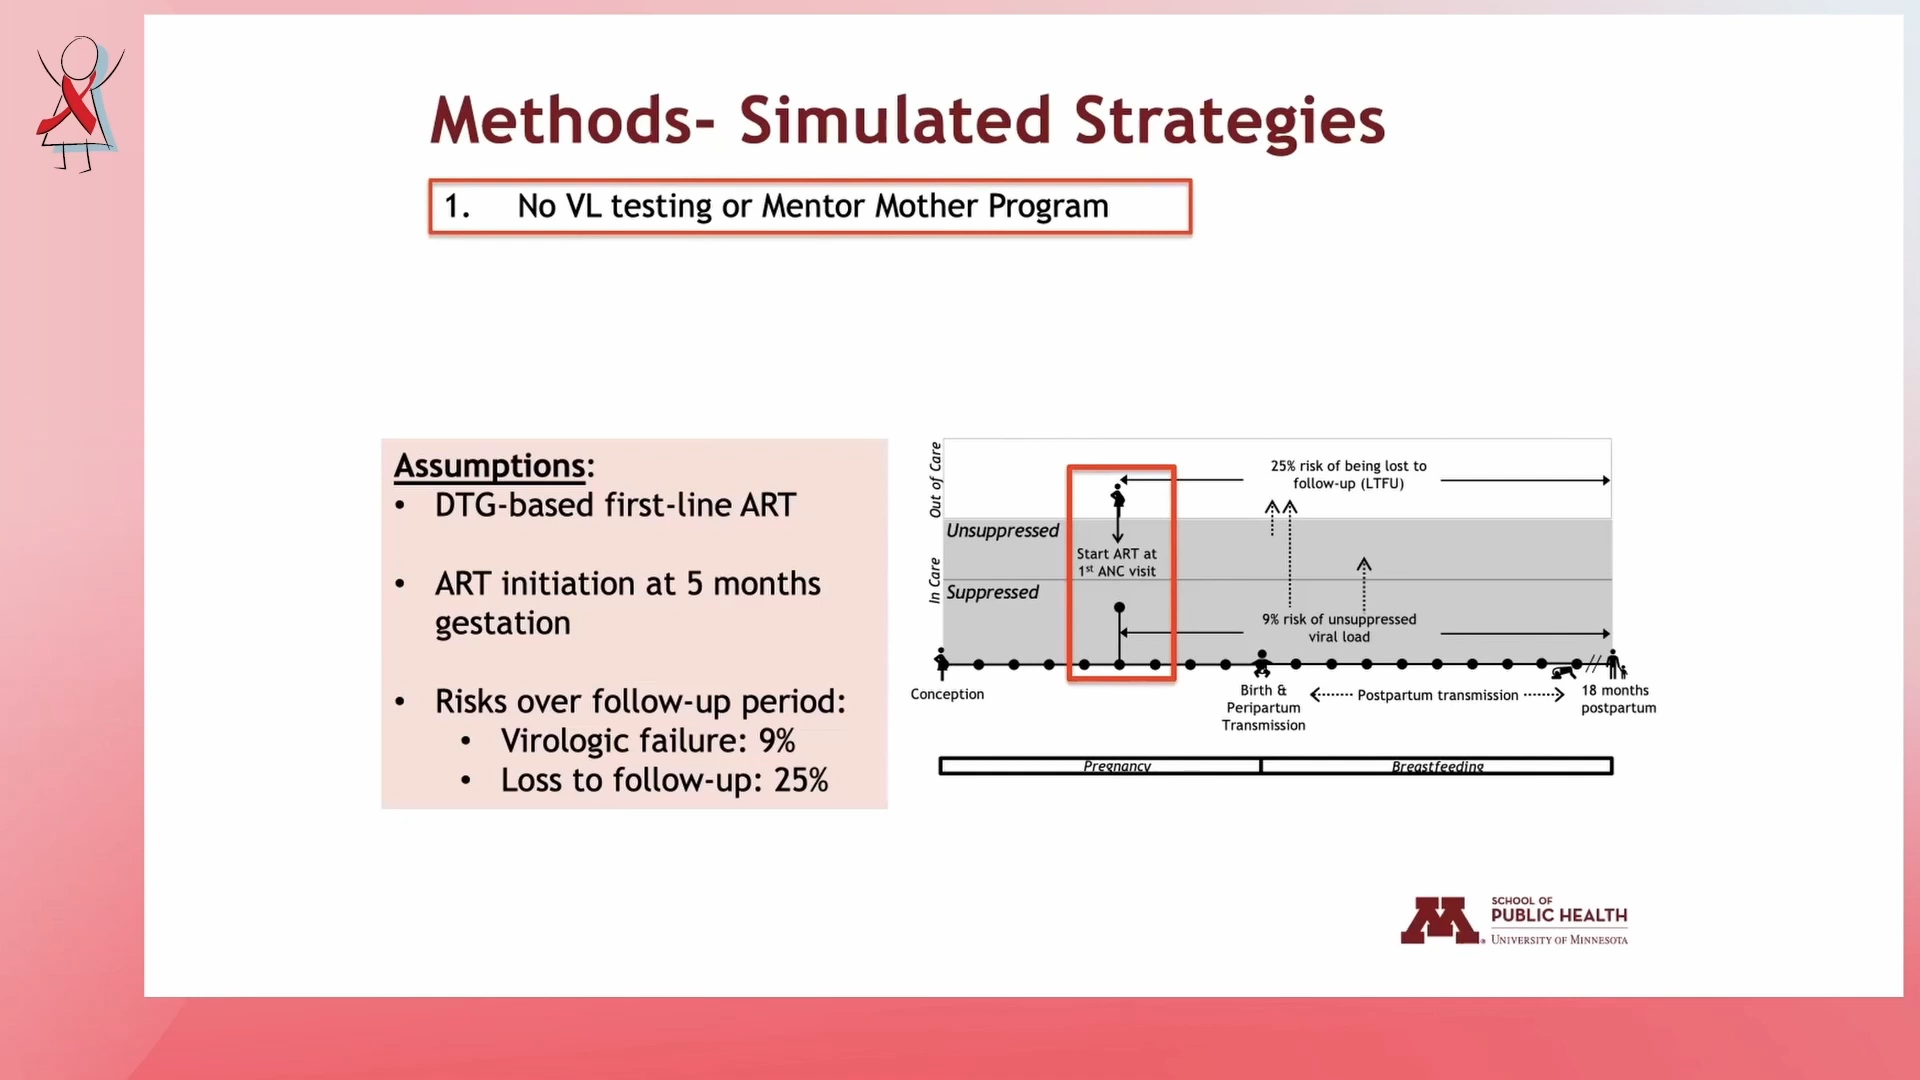 Methods- Simulated Strategies
1. No VL testing or Mentor Mother Program
Assumptions:
• DTG-based first-line ART
• ART initiation at 5 months
gestation
• Risks over follow-up period:
• Virologic failure: 9%
• Loss to follow-up: 25%
Out of Care
In Care
25% risk of being lost to
follow-up (LTFU)
Unsuppressed
Start ART at
1st ANC visit
Suppressed
9% risk of unsuppressed
viral load
Conception
Birth &
Peripartum
Transmission
Postpartum transmission
18 months
postpartum
Pregnancy
Breastfeeding
M
SCHOOL OF
PUBLIC HEALTH
UNIVERSITY OF MINNESOTA